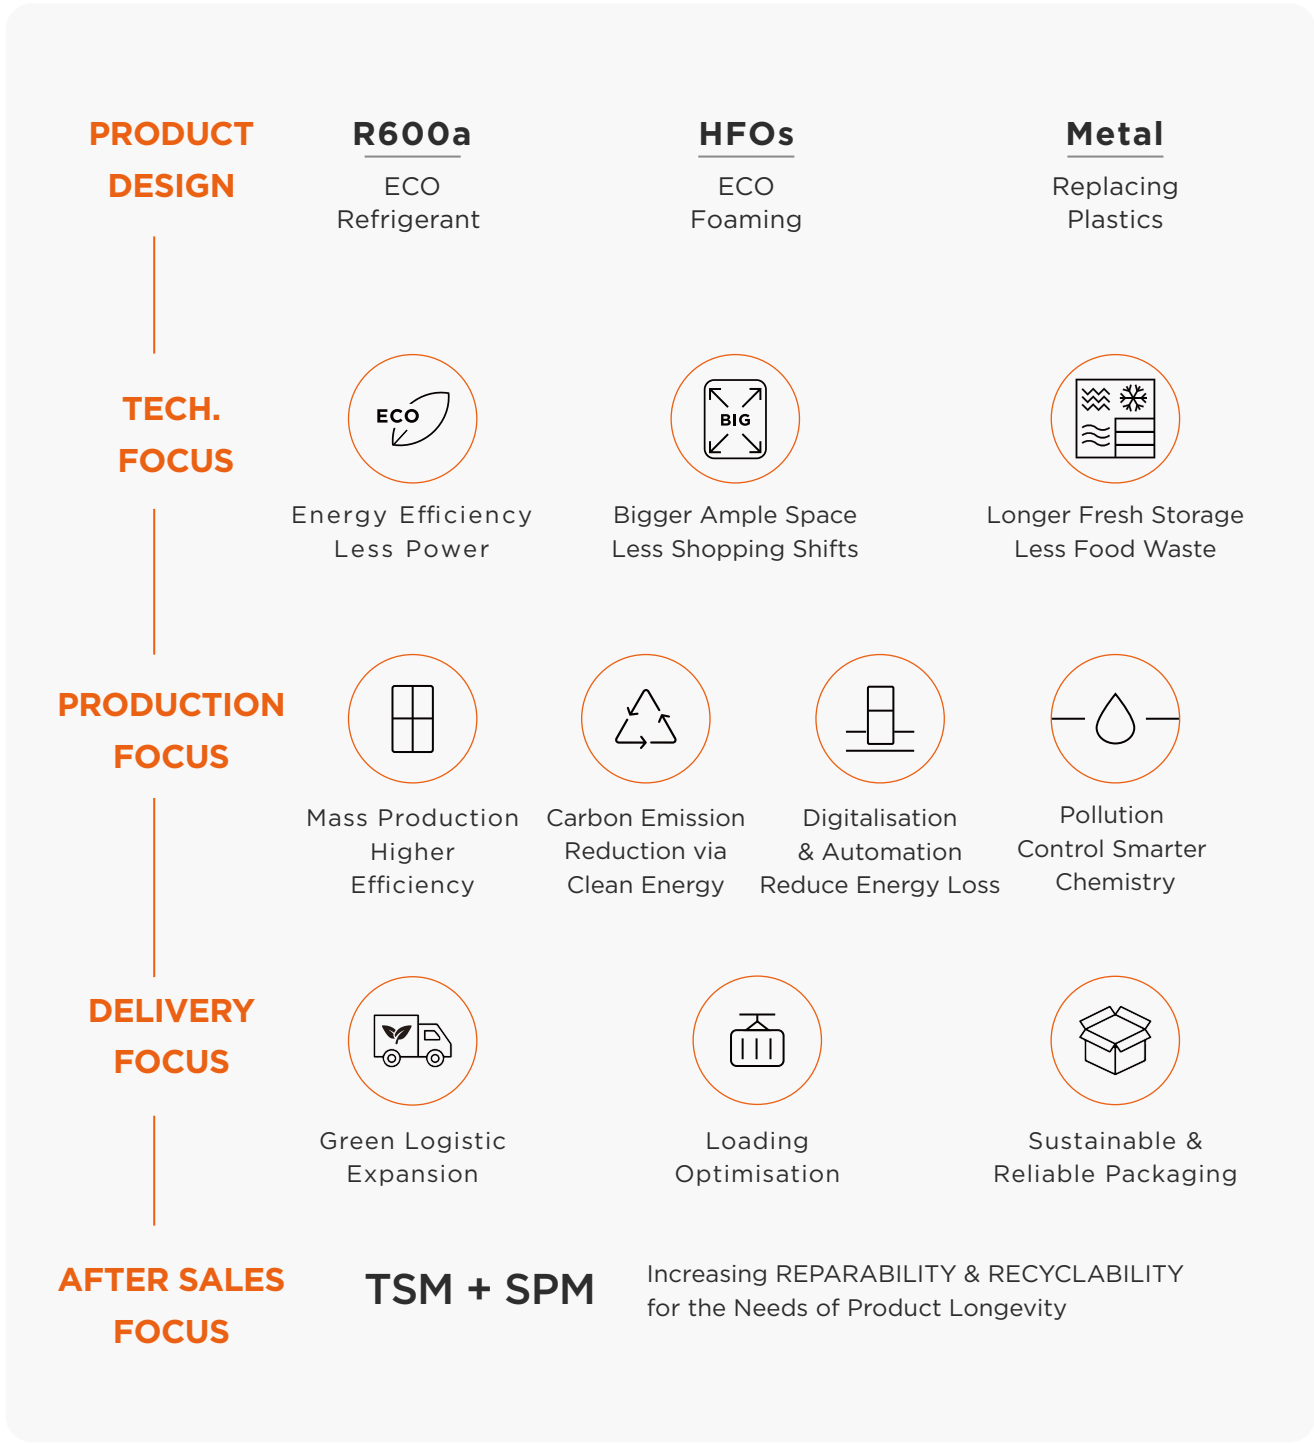 PRODUCT
DESIGN
R600a
ECO
Refrigerant
HFOs
ECO
Foaming
Metal
Replacing
Plastics
TECH.
FOCUS
ECO
Energy Efficiency
Less Power
BIG
Bigger Ample Space
Less Shopping Shifts
Longer Fresh Storage
Less Food Waste
PRODUCTION
FOCUS
Mass Production
Higher
Efficiency
Carbon Emission
Reduction via
Clean Energy
Digitalisation
& Automation
Reduce Energy Loss
Pollution
Control Smarter
Chemistry
DELIVERY
FOCUS
Green Logistic
Expansion
Loading
Optimisation
Sustainable &
Reliable Packaging
AFTER SALES
FOCUS
TSM + SPM
Increasing REPARABILITY & RECYCLABILITY
for the Needs of Product Longevity